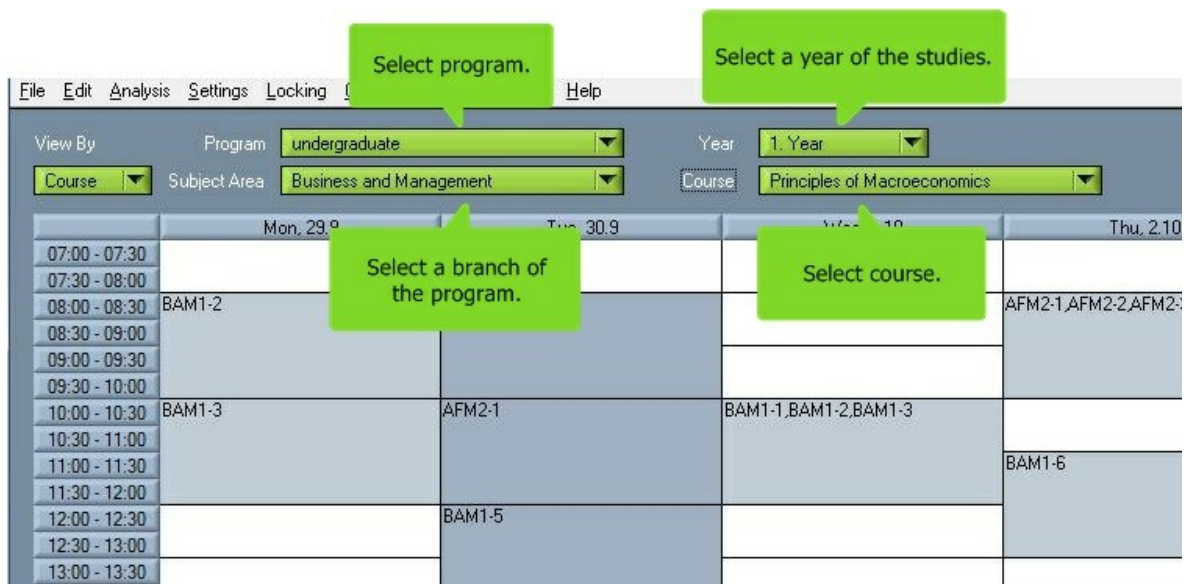 Select program.
Select a year of the studies.
File Edit Analysis Settings Locking Help
View By Program undergraduate Year 1. Year
Course Subject Area Business and Management Course Principles of Macroeconomics
Mon, 29.9 30.9 Thu, 2.10
Select a branch of
the program.
Select course.
07:00 - 07:30
07:30 - 08:00
08:00 - 08:30 BAM1-2 AFM2-1,AFM2-2,AFM2-
08:30 - 09:00
09:00 - 09:30
09:30 - 10:00
10:00 - 10:30 BAM1-3 AFM2-1 BAM1-1,BAM1-2,BAM1-3
10:30 - 11:00
11:00 - 11:30 BAM1-6
11:30 - 12:00
12:00 - 12:30 BAM1-5
12:30 - 13:00
13:00 - 13:30